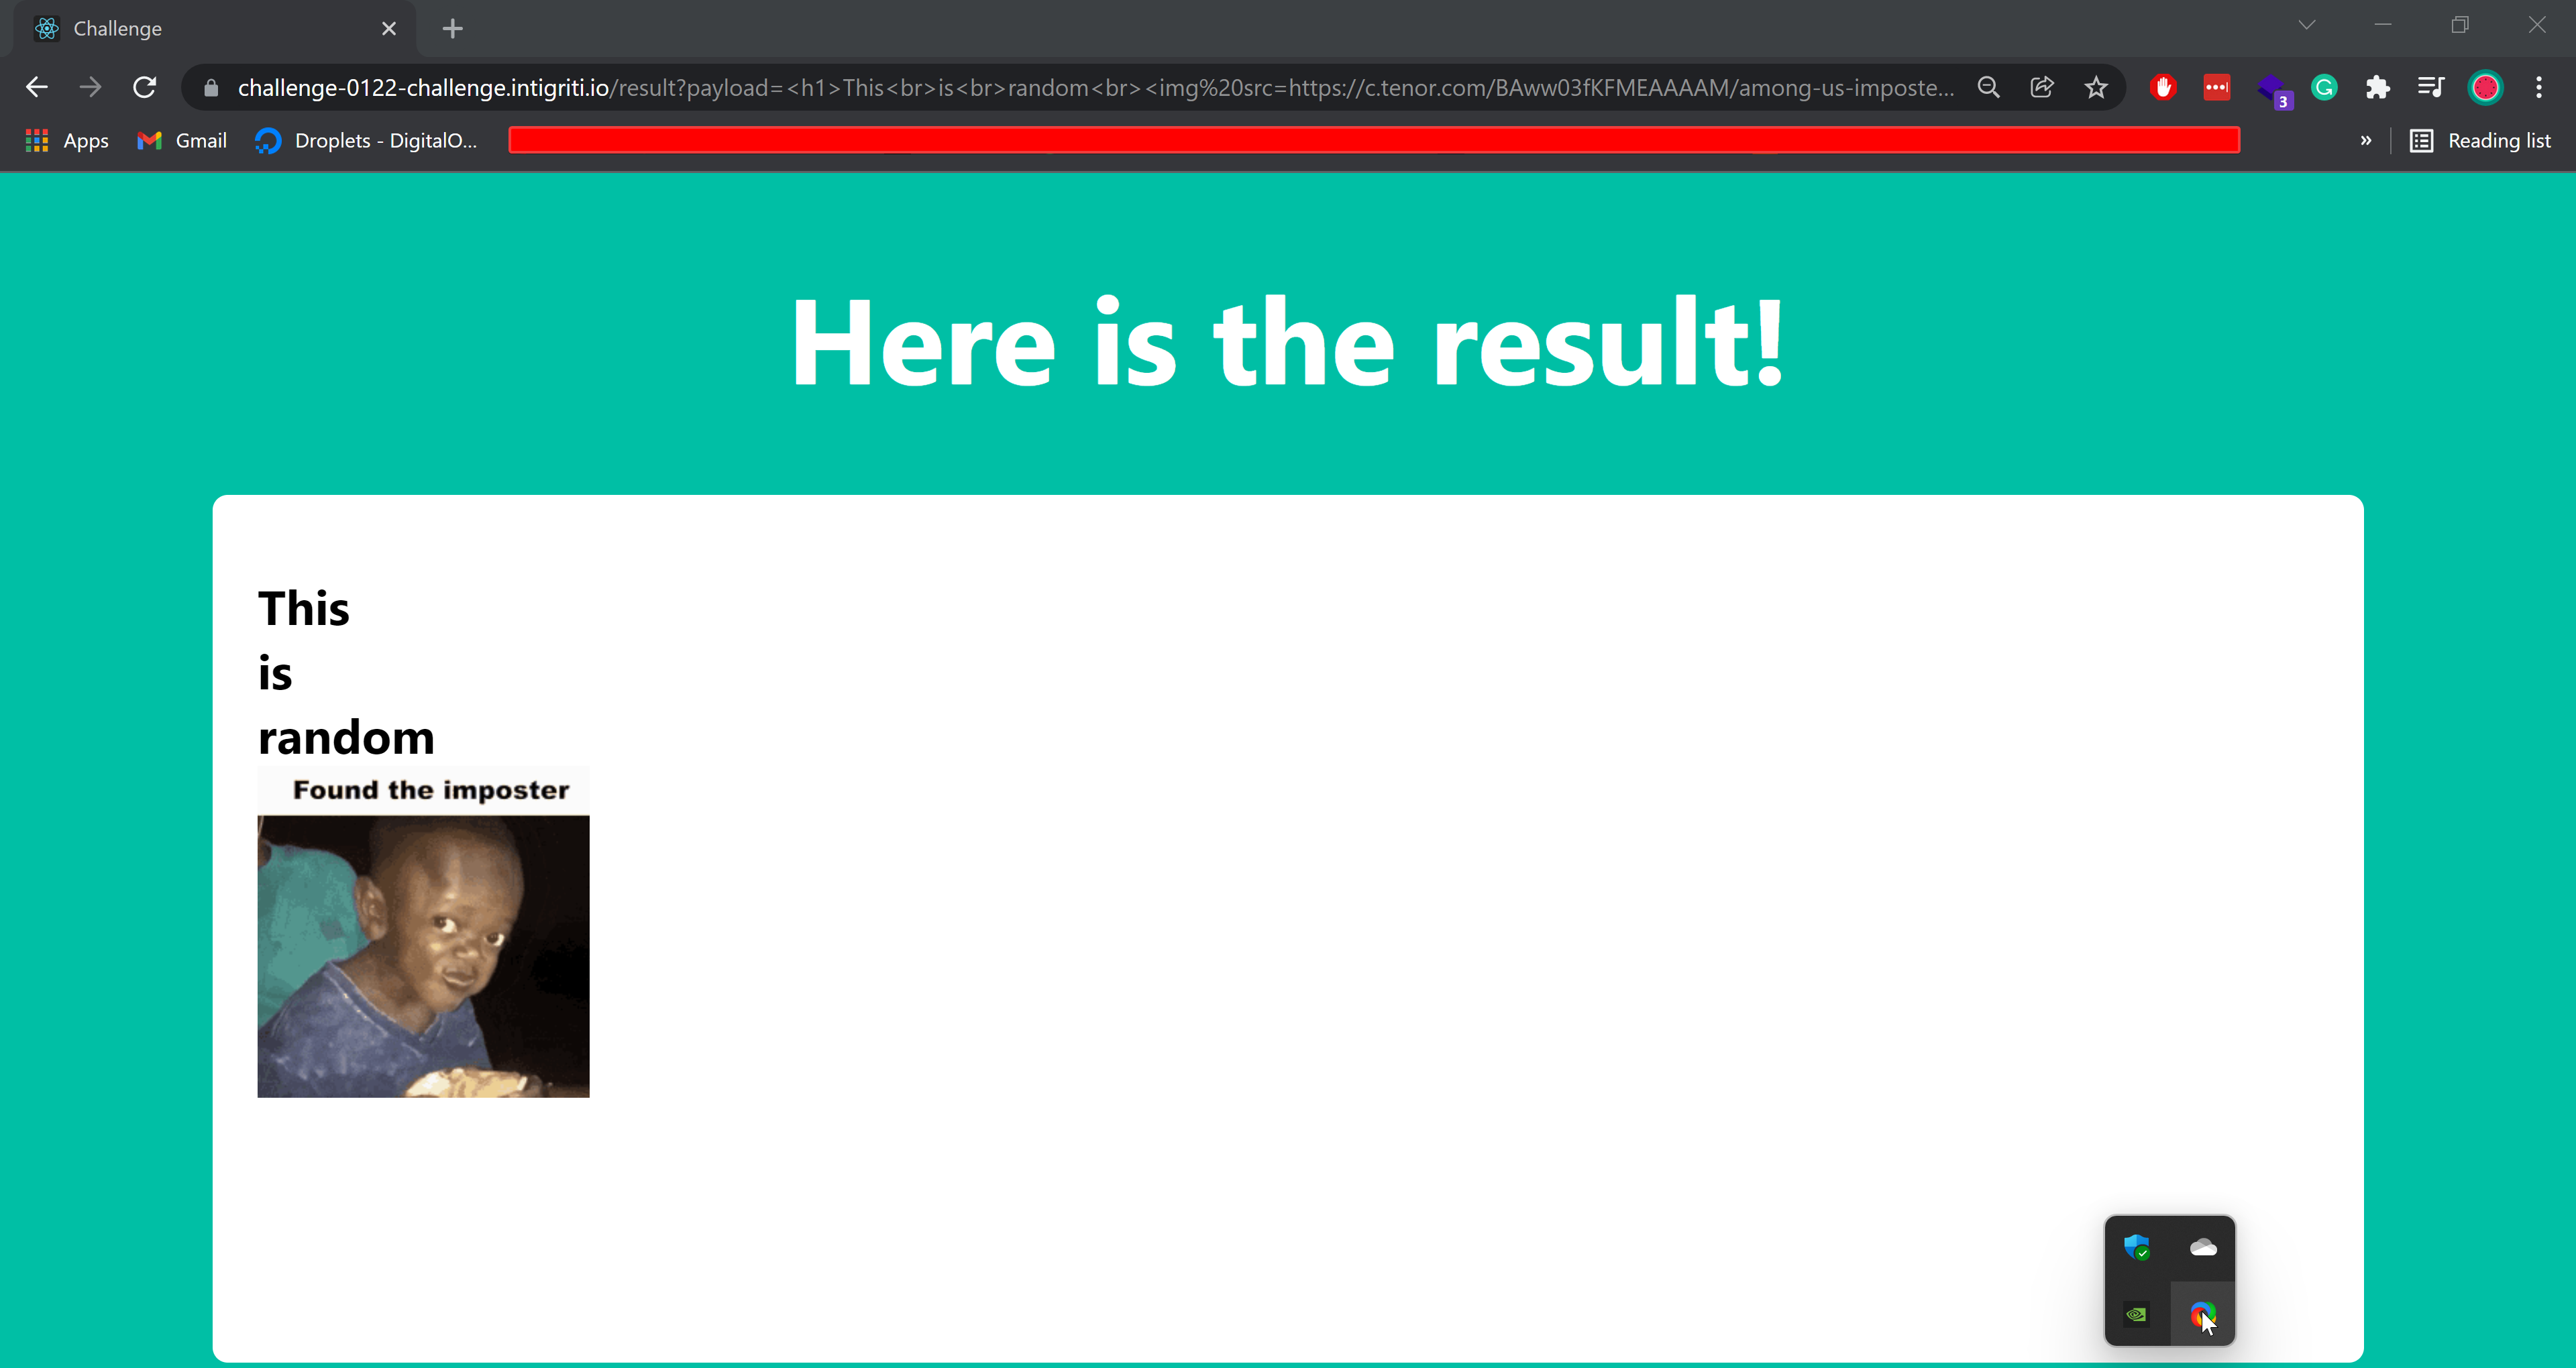 Challenge
challenge-0122-challenge.intigriti.io/result?payload=<h1>This<br>is<br>random<br><img%20src=https://c.tenor.com/BAww03fKFMEAAAAM/among-us-imposte...
3
G
Apps
Gmail
Droplets - DigitalO...
»
Reading list
Here is the result!
This
is
random
Found the imposter